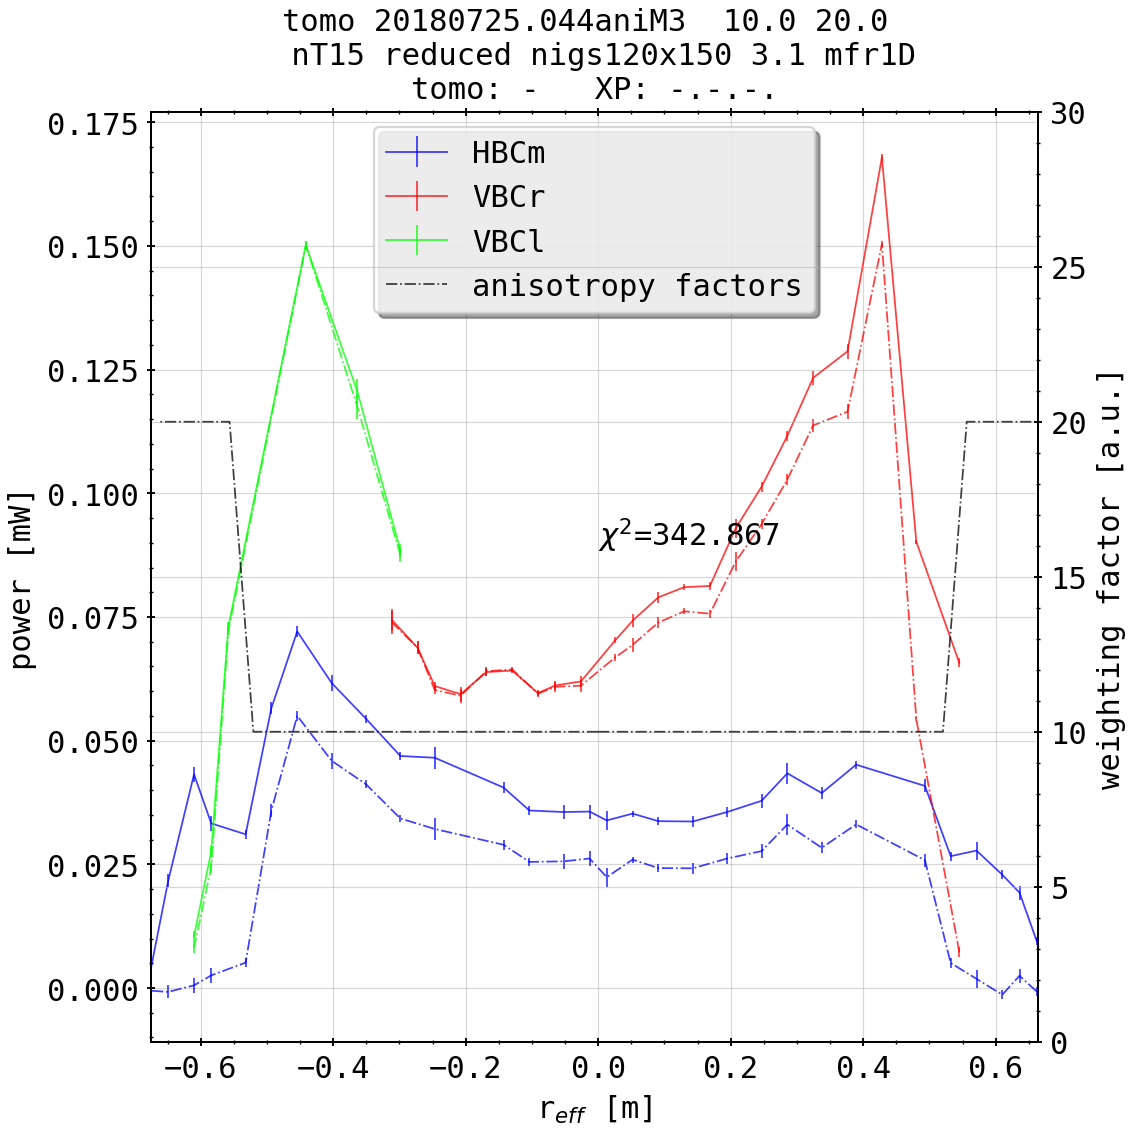 tomo 20180725.044aniM3  10.0 20.0
nT15 reduced nigs120x150 3.1 mfr1D
tomo: -   XP: -.-.-.
HBCm
VBCr
VBCl
anisotropy factors
χ²=342.867
power [mW]
0.175
0.150
0.125
0.100
0.075
0.050
0.025
0.000
weighting factor [a.u.]
30
25
20
15
10
5
0
−0.6
−0.4
−0.2
0.0
0.2
0.4
0.6
r_eff [m]